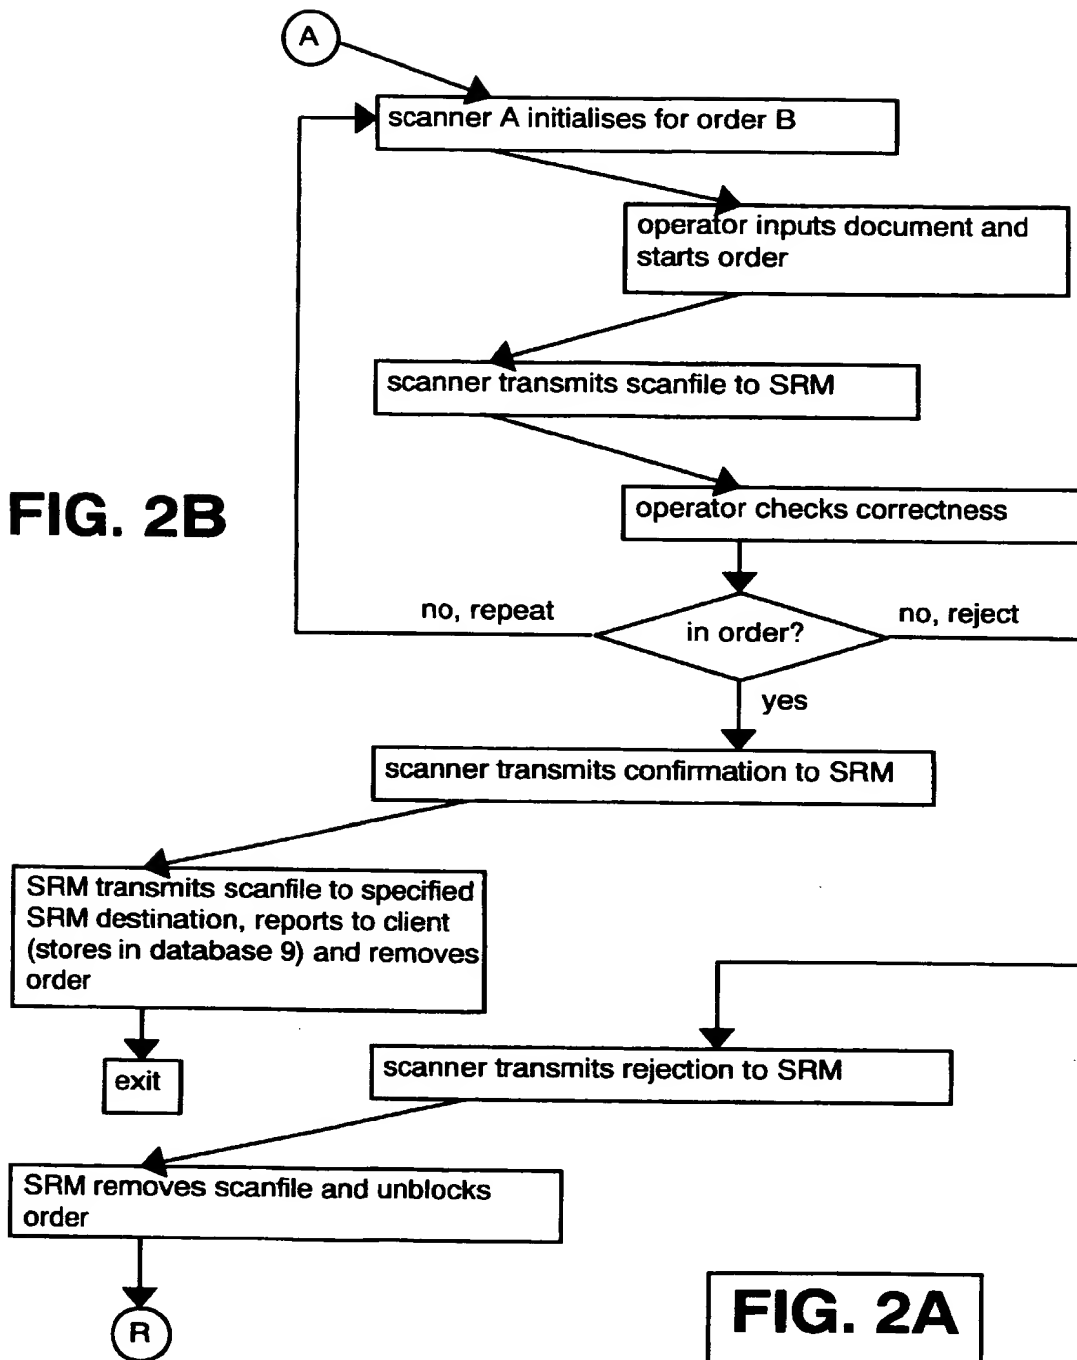 A
scanner A initialises for order B
operator inputs document and
starts order
scanner transmits scanfile to SRM
FIG. 2B
operator checks correctness
no, repeat
in order?
no, reject
yes
scanner transmits confirmation to SRM
SRM transmits scanfile to specified
SRM destination, reports to client
(stores in database 9) and removes
order
exit
scanner transmits rejection to SRM
SRM removes scanfile and unblocks
order
R
FIG. 2A